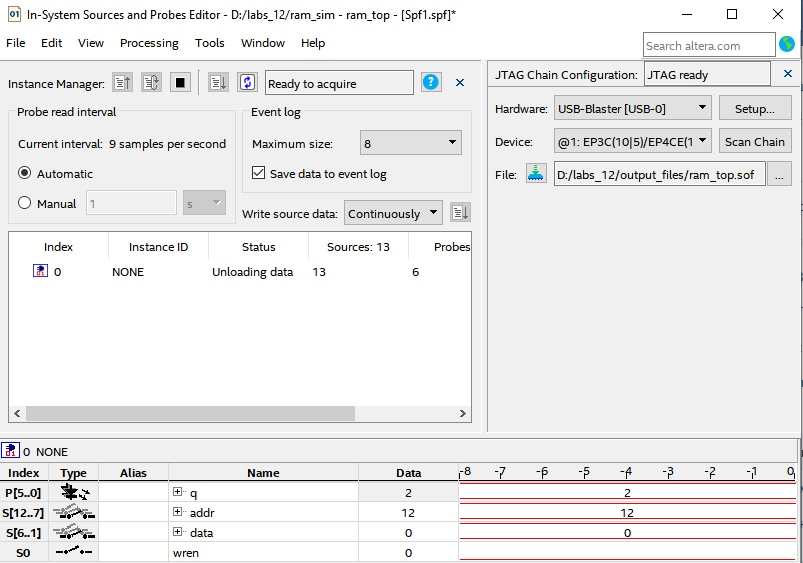 In-System Sources and Probes Editor - D:/labs_12/ram_sim - ram_top - [Spf1.spf]*
File Edit View Processing Tools Window Help
Search altera.com
Instance Manager: Ready to acquire
JTAG Chain Configuration: JTAG ready
Probe read interval
Event log
Hardware: USB-Blaster [USB-0] Setup...
Current interval: 9 samples per second
Maximum size: 8
Device: @1: EP3C(10|5)/EP4CE(1 Scan Chain
Automatic
Save data to event log
File: D:/labs_12/output_files/ram_top.sof ...
Manual 1 s
Write source data: Continuously
Index Instance ID Status Sources: 13 Probes
0 NONE Unloading data 13 6
0 NONE
Index Type Alias Name Data -8 -7 -6 -5 -4 -3 -2 -1 0
P[5..0] q 2 2
S[12..7] addr 12 12
S[6..1] data 0 0
S0 wren 0